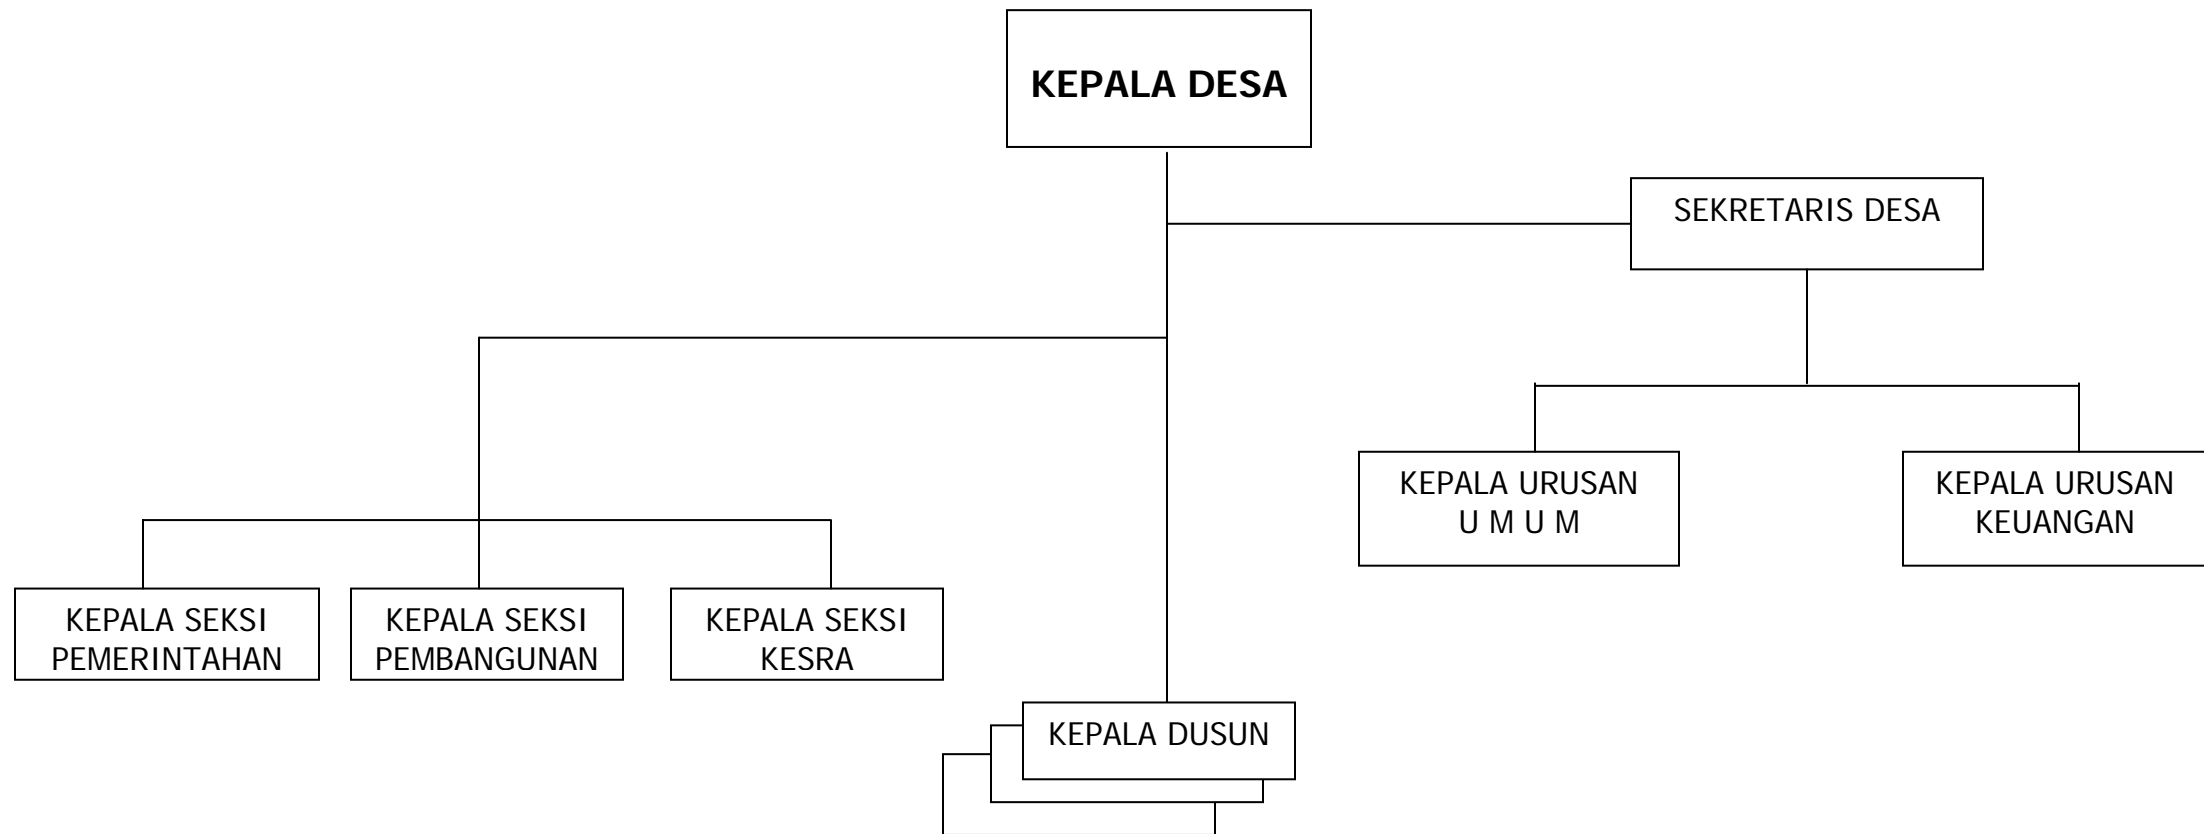 KEPALA DESA
SEKRETARIS DESA
KEPALA URUSAN
U M U M
KEPALA URUSAN
KEUANGAN
KEPALA SEKSI
PEMERINTAHAN
KEPALA SEKSI
PEMBANGUNAN
KEPALA SEKSI
KESRA
KEPALA DUSUN